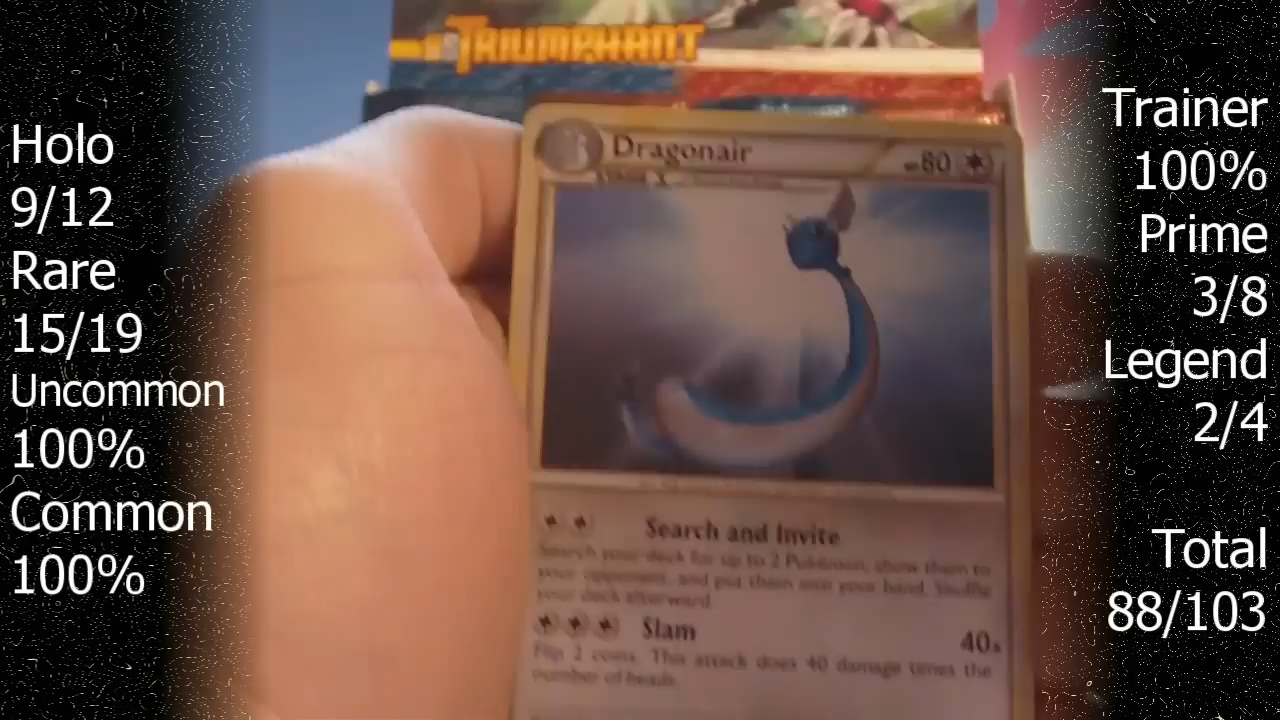 TRIUMPHANT
Holo
9/12
Rare
15/19
Uncommon
100%
Common
100%
Dragonair
HP80
Search and Invite
Search your deck for up to 2 Pokémon, show them to
your opponent, and put them into your hand. Shuffle
your deck afterward.
Slam
40x
Flip 2 coins. This attack does 40 damage times the
number of heads.
Trainer
100%
Prime
3/8
Legend
2/4
Total
88/103